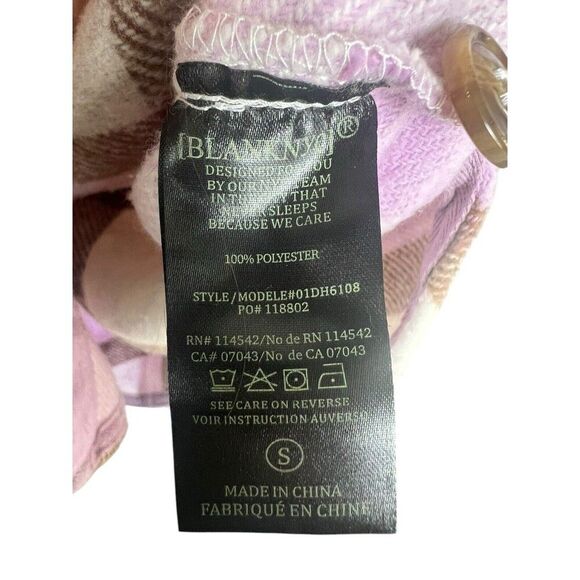 [BLANKNYC]®
DESIGNED FOR YOU
BY OUR NYC TEAM
IN THE CITY THAT
NEVER SLEEPS
BECAUSE WE CARE
100% POLYESTER
STYLE/MODELE#01DH6108
PO# 118802
RN# 114542/No de RN 114542
CA# 07043/No de CA 07043
SEE CARE ON REVERSE
VOIR INSTRUCTION AUVERSO
S
MADE IN CHINA
FABRIQUÉ EN CHINE